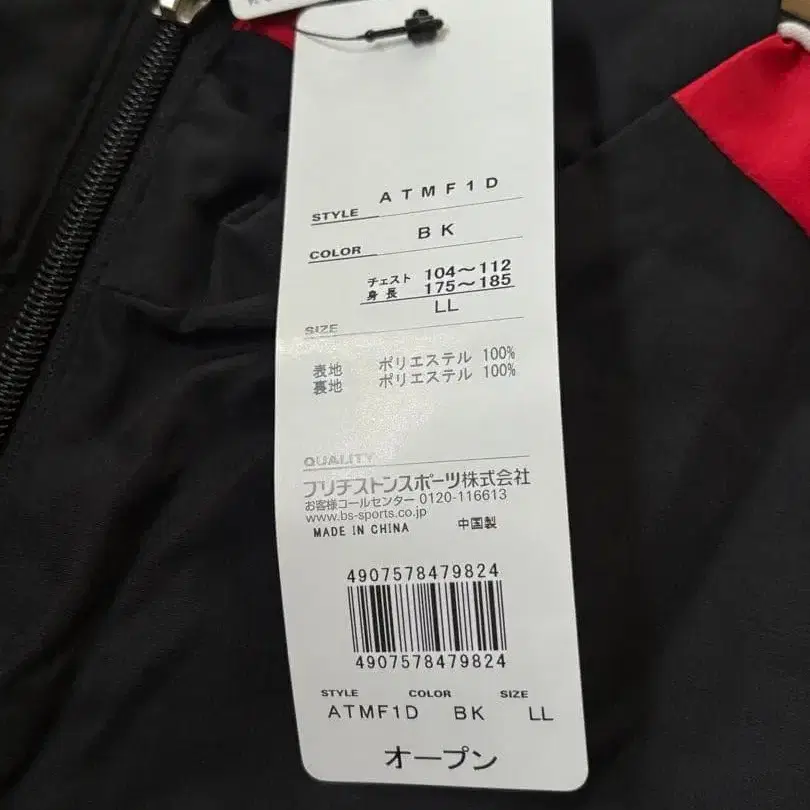 STYLE ATMF1D
COLOR BK
チェスト 104～112
身長 175～185
LL
SIZE
表地 ポリエステル 100%
裏地 ポリエステル 100%
QUALITY
ブリヂストンスポーツ株式会社
お客様コールセンター 0120-116613
www.bs-sports.co.jp
MADE IN CHINA 中国製
4907578479824
4907578479824
STYLE COLOR SIZE
ATMF1D BK LL
オープン